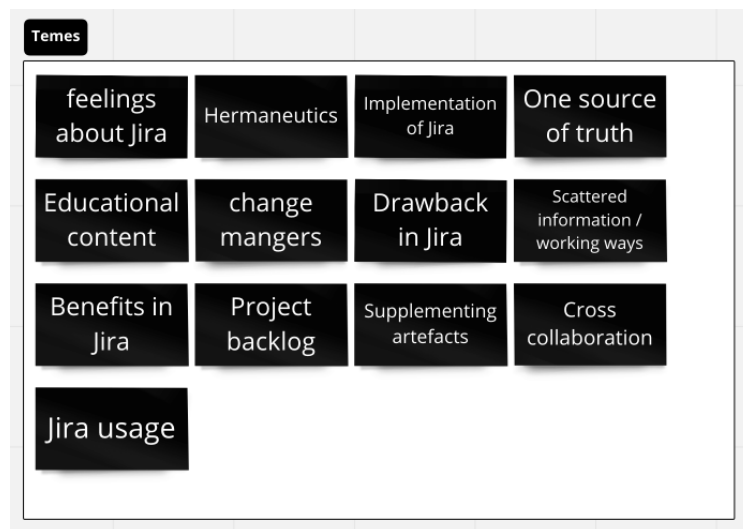 Temes
feelings
about Jira
Hermaneutics
Implementation
of Jira
One source
of truth
Educational
content
change
mangers
Drawback
in Jira
Scattered
information /
working ways
Benefits in
Jira
Project
backlog
Supplementing
artefacts
Cross
collaboration
Jira usage